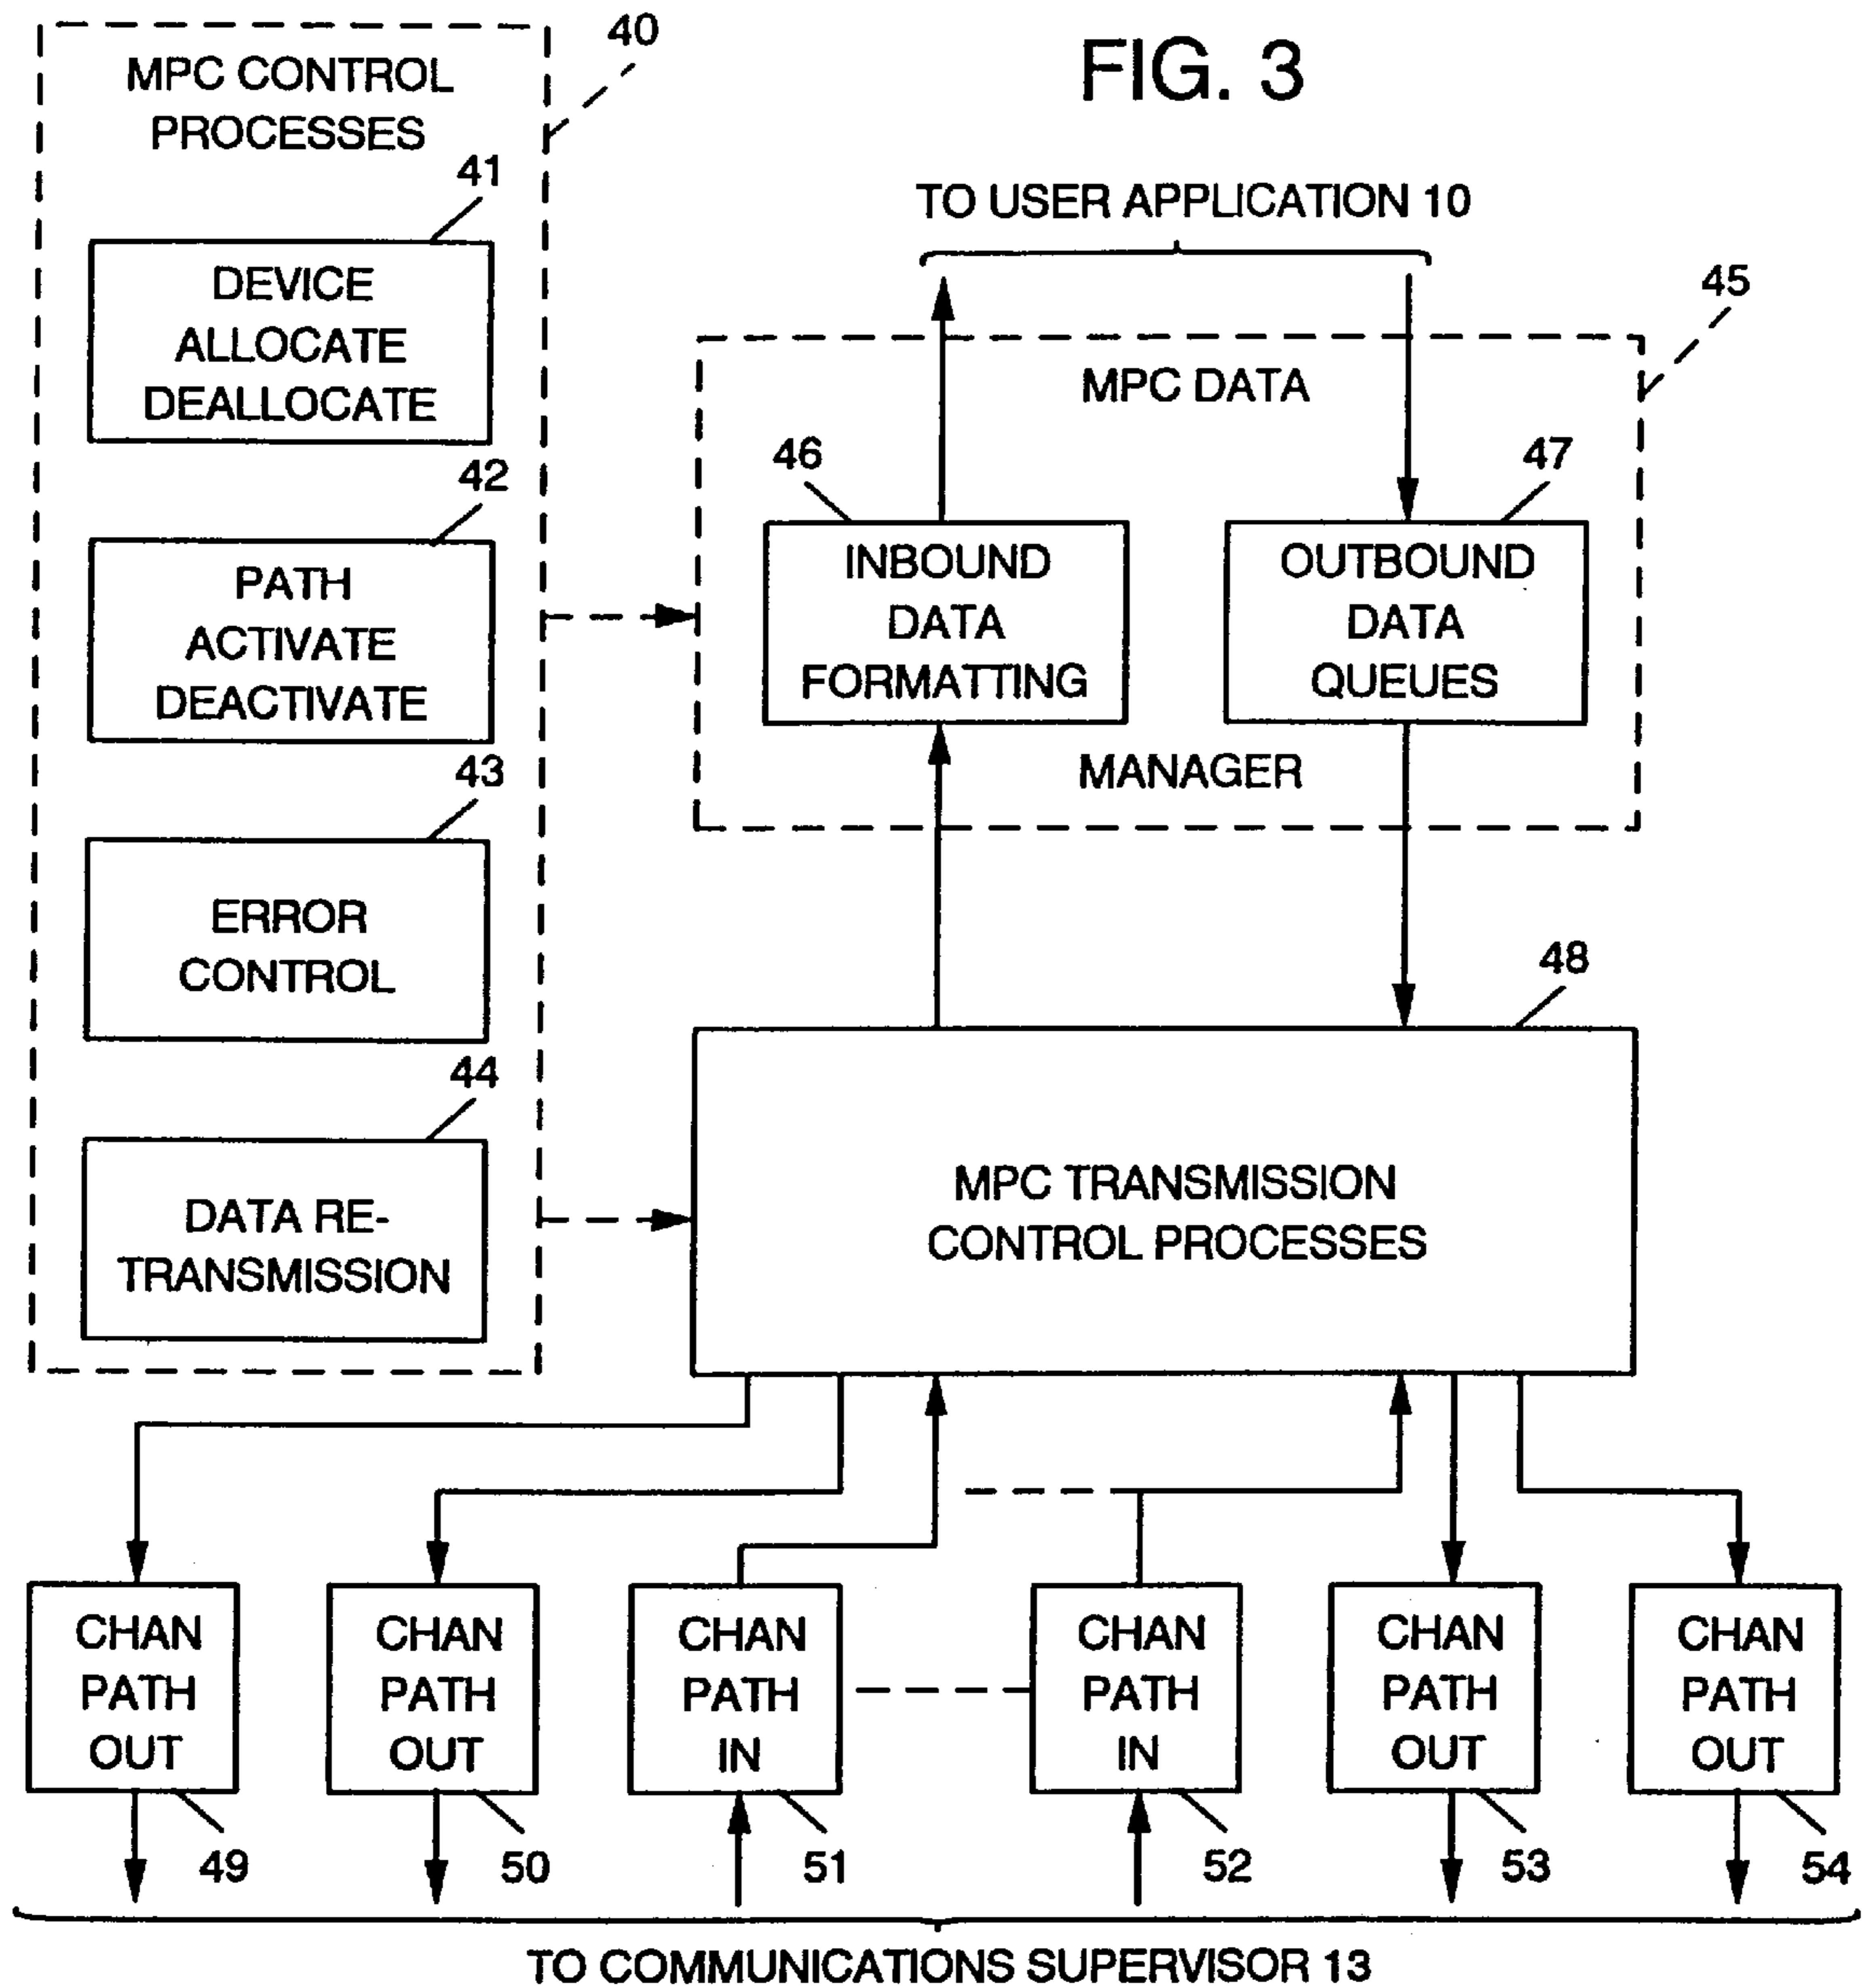 FIG. 3
40
MPC CONTROL
PROCESSES
41
DEVICE
ALLOCATE
DEALLOCATE
42
PATH
ACTIVATE
DEACTIVATE
43
ERROR
CONTROL
44
DATA RE-
TRANSMISSION
TO USER APPLICATION 10
45
MPC DATA
46
INBOUND
DATA
FORMATTING
47
OUTBOUND
DATA
QUEUES
MANAGER
48
MPC TRANSMISSION
CONTROL PROCESSES
CHAN
PATH
OUT
49
CHAN
PATH
OUT
50
CHAN
PATH
IN
51
CHAN
PATH
IN
52
CHAN
PATH
OUT
53
CHAN
PATH
OUT
54
TO COMMUNICATIONS SUPERVISOR 13